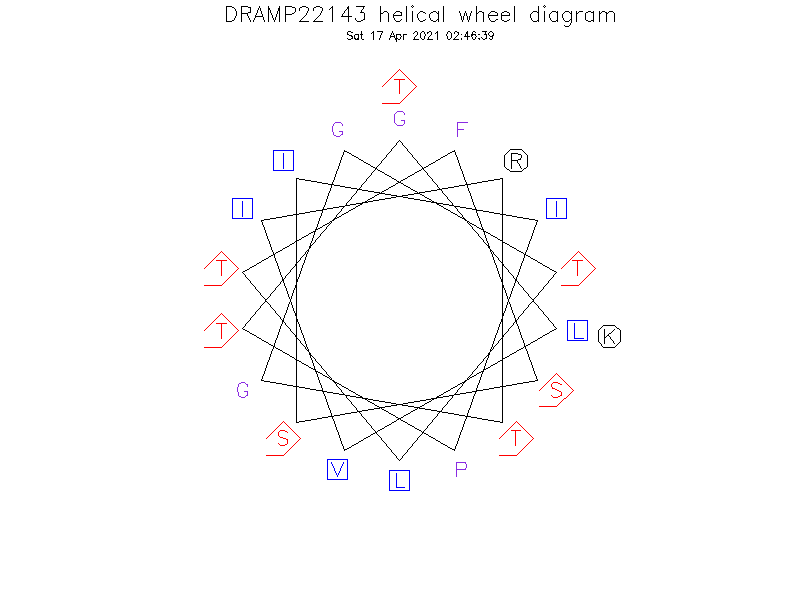 DRAMP22143 helical wheel diagram
Sat 17 Apr 2021 02:46:39
T
G G F
I R
I I
T T
T L K
G S
S T
V L P